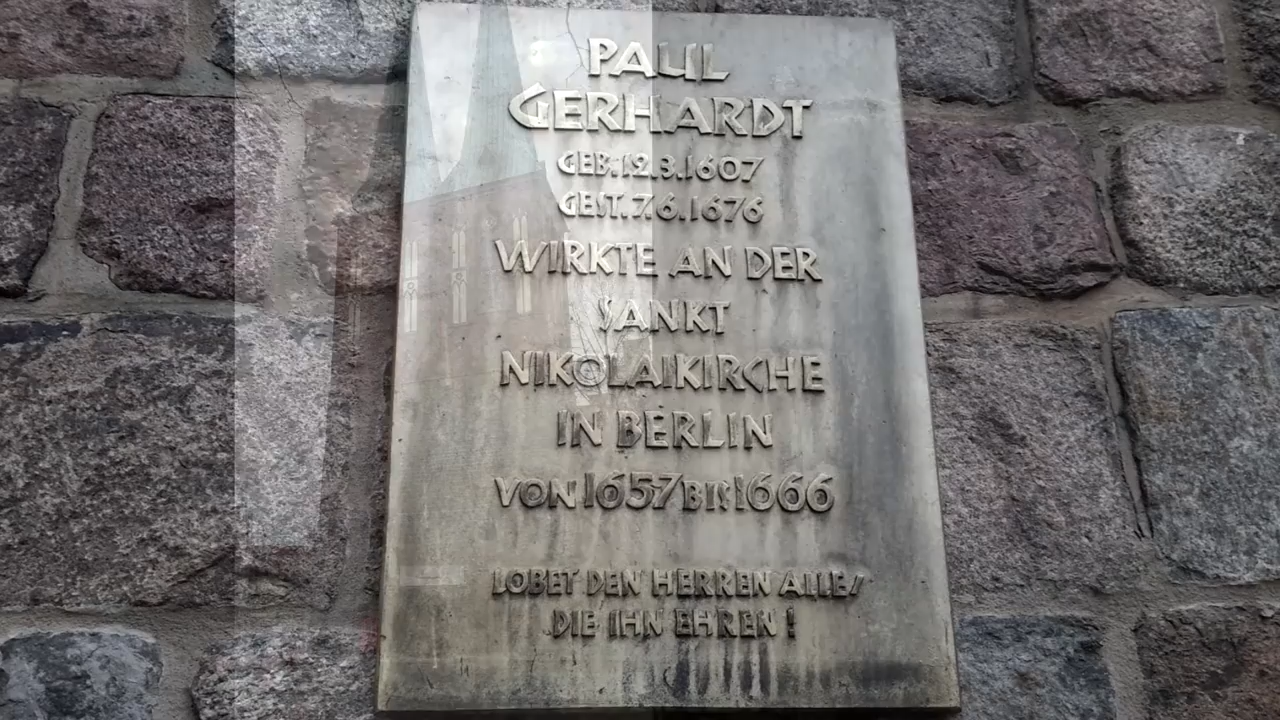 PAUL
GERHARDT
GEB. 12.3.1607
GEST. 7.6.1676
WIRKTE AN DER
SANKT
NIKOLAIKIRCHE
IN BERLIN
VON 1657 BIS 1666
LOBET DEN HERREN ALLE/
DIE IHN EHREN!